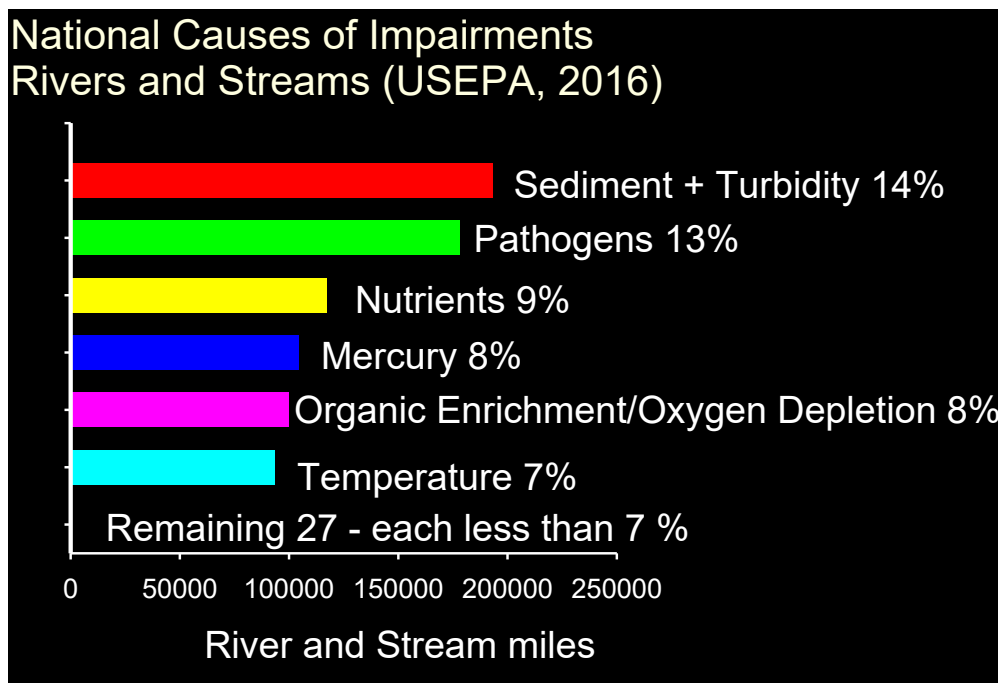 National Causes of Impairments
Rivers and Streams (USEPA, 2016)
Sediment + Turbidity 14%
Pathogens 13%
Nutrients 9%
Mercury 8%
Organic Enrichment/Oxygen Depletion 8%
Temperature 7%
Remaining 27 - each less than 7 %
0 50000 100000 150000 200000 250000
River and Stream miles